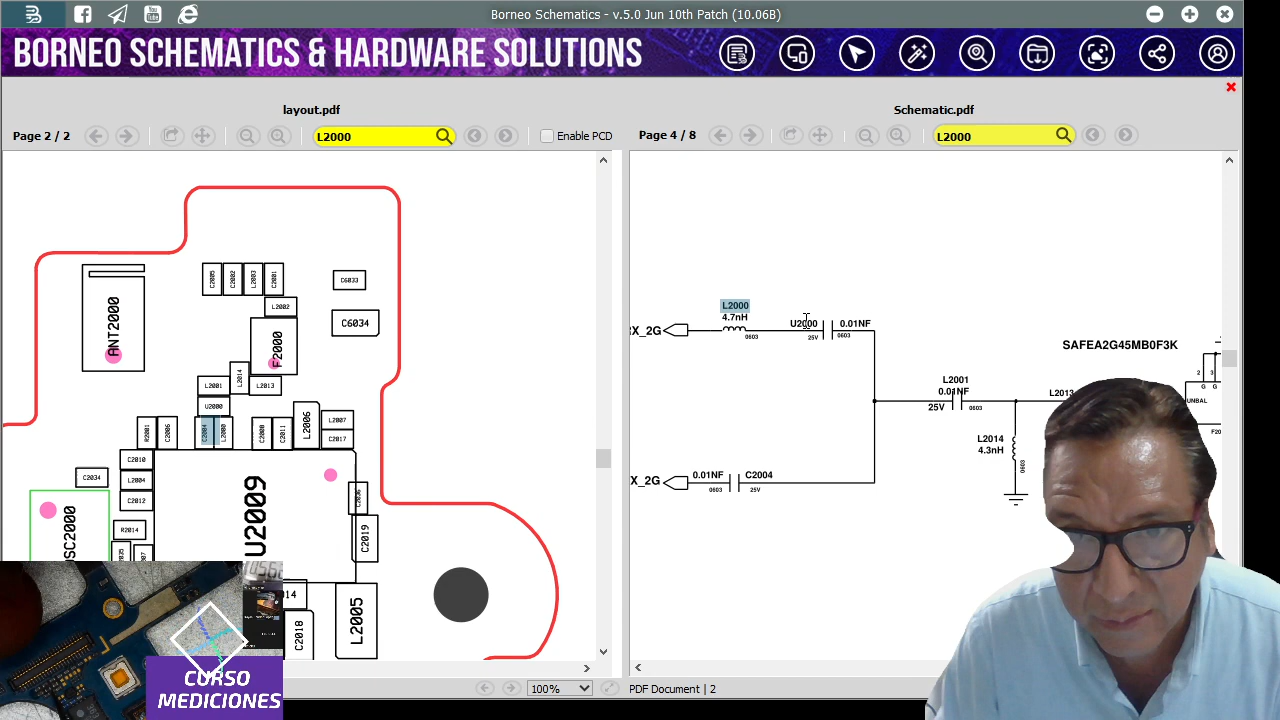 Borneo Schematics - v.5.0 Jun 10th Patch (10.06B)
BORNEO SCHEMATICS & HARDWARE SOLUTIONS
layout.pdf
Schematic.pdf
Page 2 / 2
L2000
Enable PCD
Page 4 / 8
L2000
ANT2000
C2005
C2002
L2003
C2001
C6033
L2002
C6034
F2000
L2014
L2001
L2013
U2000
R2001
C2006
C2004
L2000
C2008
C2011
L2006
L2007
C2017
C2010
C2034
L2004
C2012
U2009
C2019
R2014
C2018
L2005
L2000
4.7nH
0603
X_2G
U2000
25V
0.01NF
0603
SAFEA2G45MB0F3K
2
3
G
G
L2001
0.01NF
25V
0603
L2013
UNBAL
L2014
4.3nH
0603
X_2G
0.01NF
0603
C2004
25V
CURSO
MEDICIONES
100%
PDF Document | 2